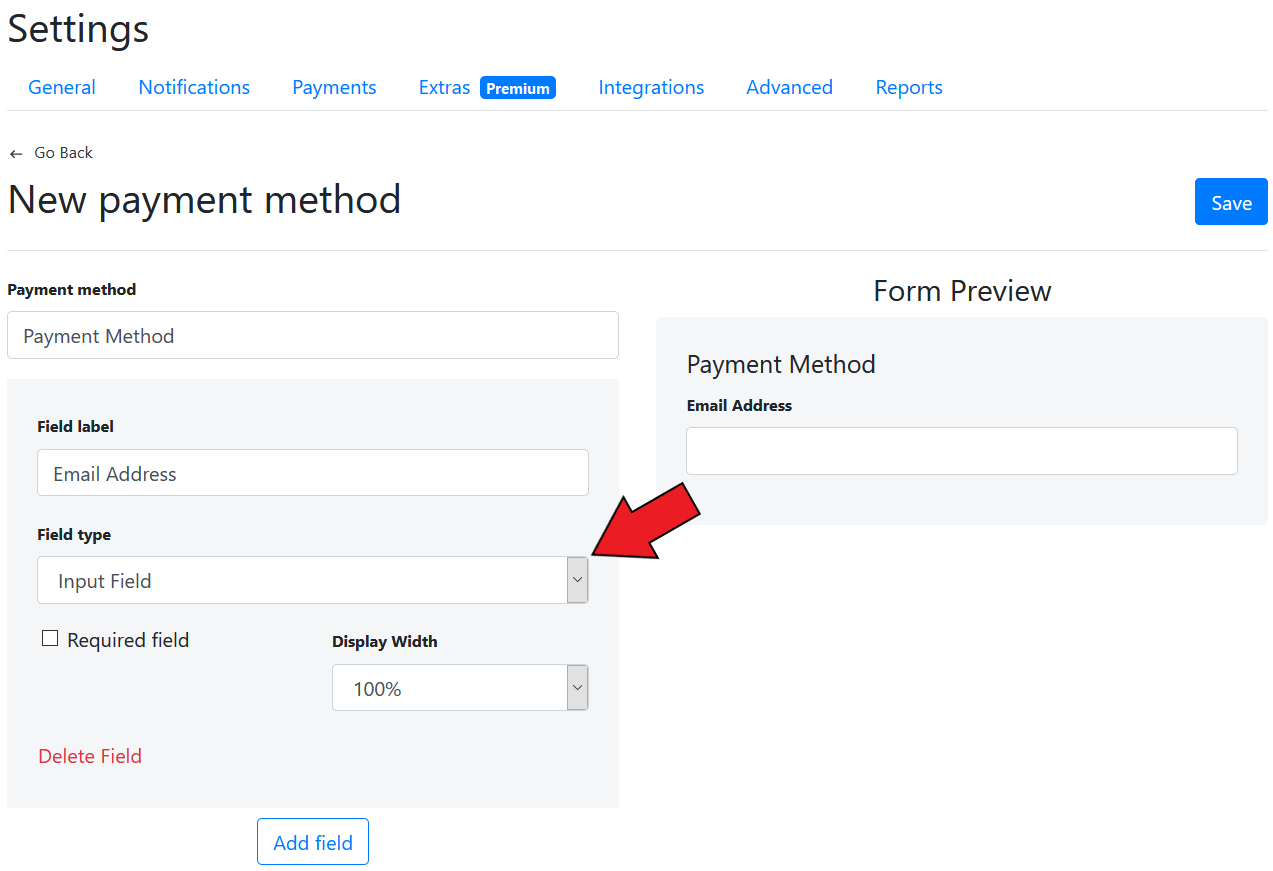 Settings
General Notifications Payments Extras Premium Integrations Advanced Reports
← Go Back
New payment method
Save
Payment method
Payment Method
Field label
Email Address
Field type
Input Field
Required field
Display Width
100%
Delete Field
Add field
Form Preview
Payment Method
Email Address